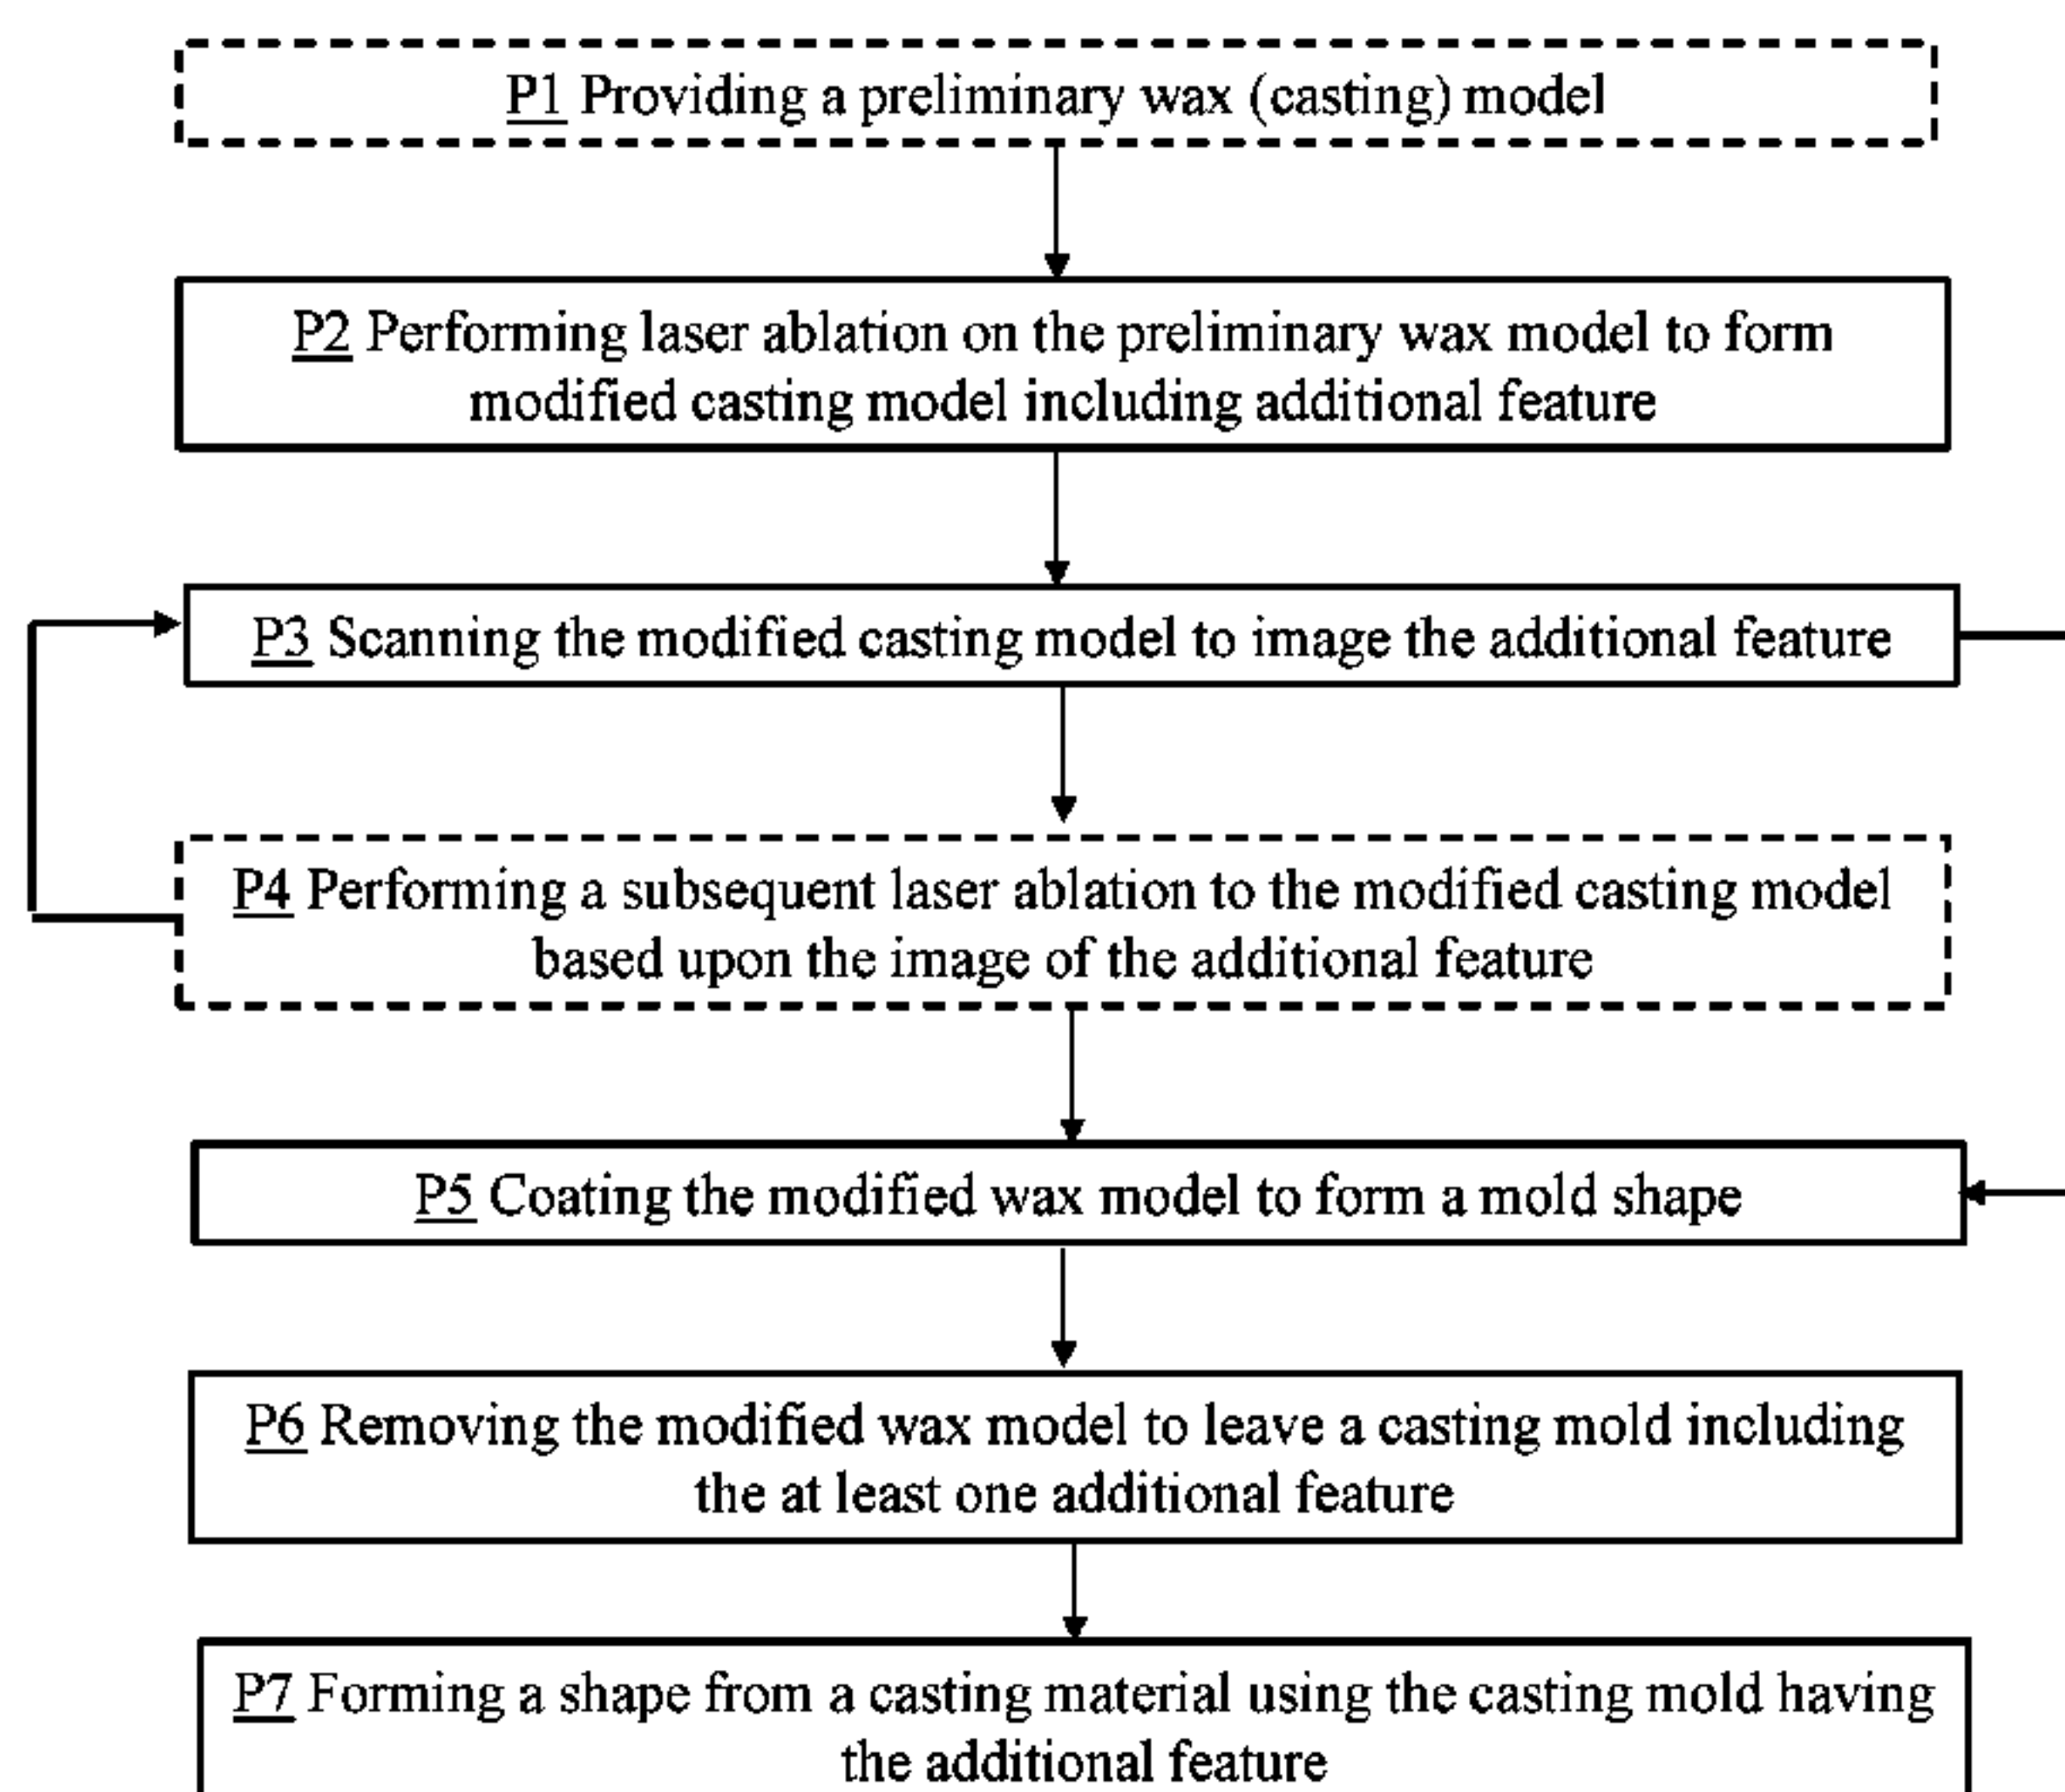 P1 Providing a preliminary wax (casting) model
P2 Performing laser ablation on the preliminary wax model to form
modified casting model including additional feature
P3 Scanning the modified casting model to image the additional feature
P4 Performing a subsequent laser ablation to the modified casting model
based upon the image of the additional feature
P5 Coating the modified wax model to form a mold shape
P6 Removing the modified wax model to leave a casting mold including
the at least one additional feature
P7 Forming a shape from a casting material using the casting mold having
the additional feature